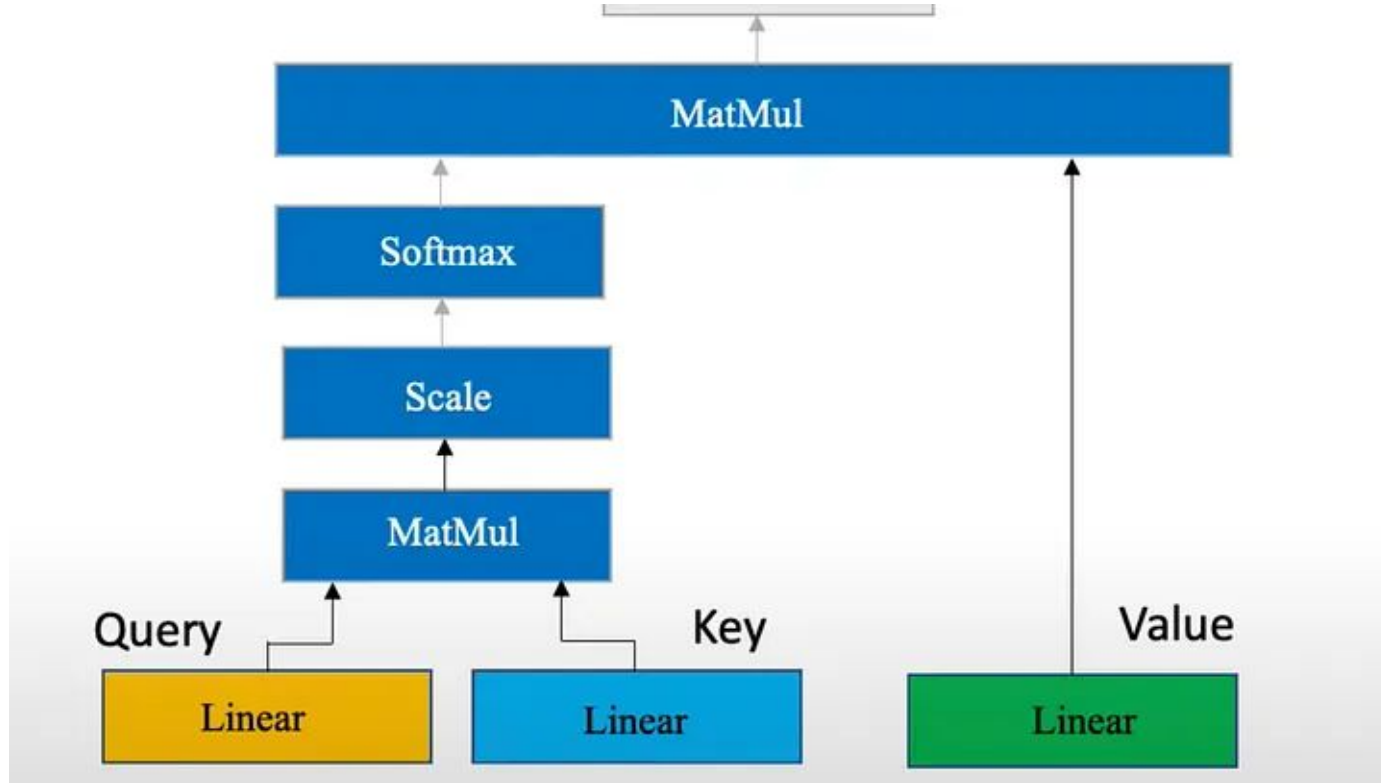 MatMul
Softmax
Scale
MatMul
Query
Key
Value
Linear
Linear
Linear